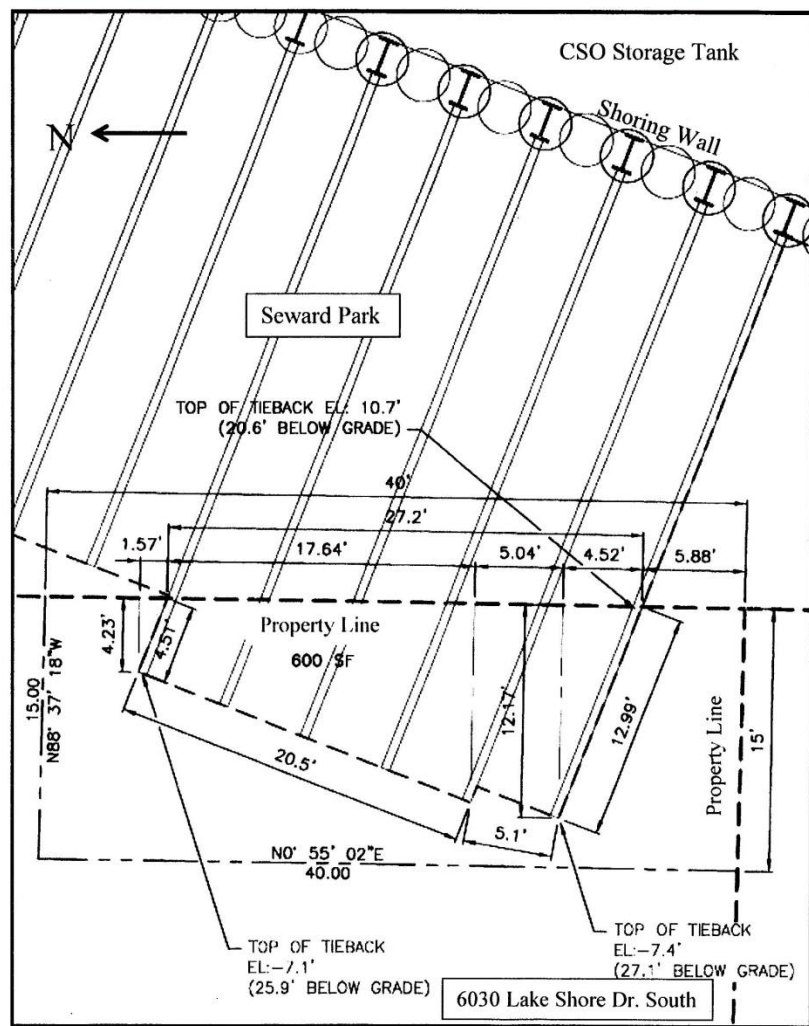 CSO Storage Tank
Shoring Wall
N
Seward Park
TOP OF TIEBACK EL: 10.7'
(20.6' BELOW GRADE)
40'
27.2'
1.57'
17.64'
5.04'
4.52'
5.88'
Property Line
600 SF
4.23'
4.51'
12.17'
12.99'
15.00
N88° 37' 18"W
Property Line
15'
20.5'
5.1'
N0° 55' 02"E
40.00
TOP OF TIEBACK
EL:-7.1'
(25.9' BELOW GRADE)
TOP OF TIEBACK
EL:-7.4'
(27.1' BELOW GRADE)
6030 Lake Shore Dr. South